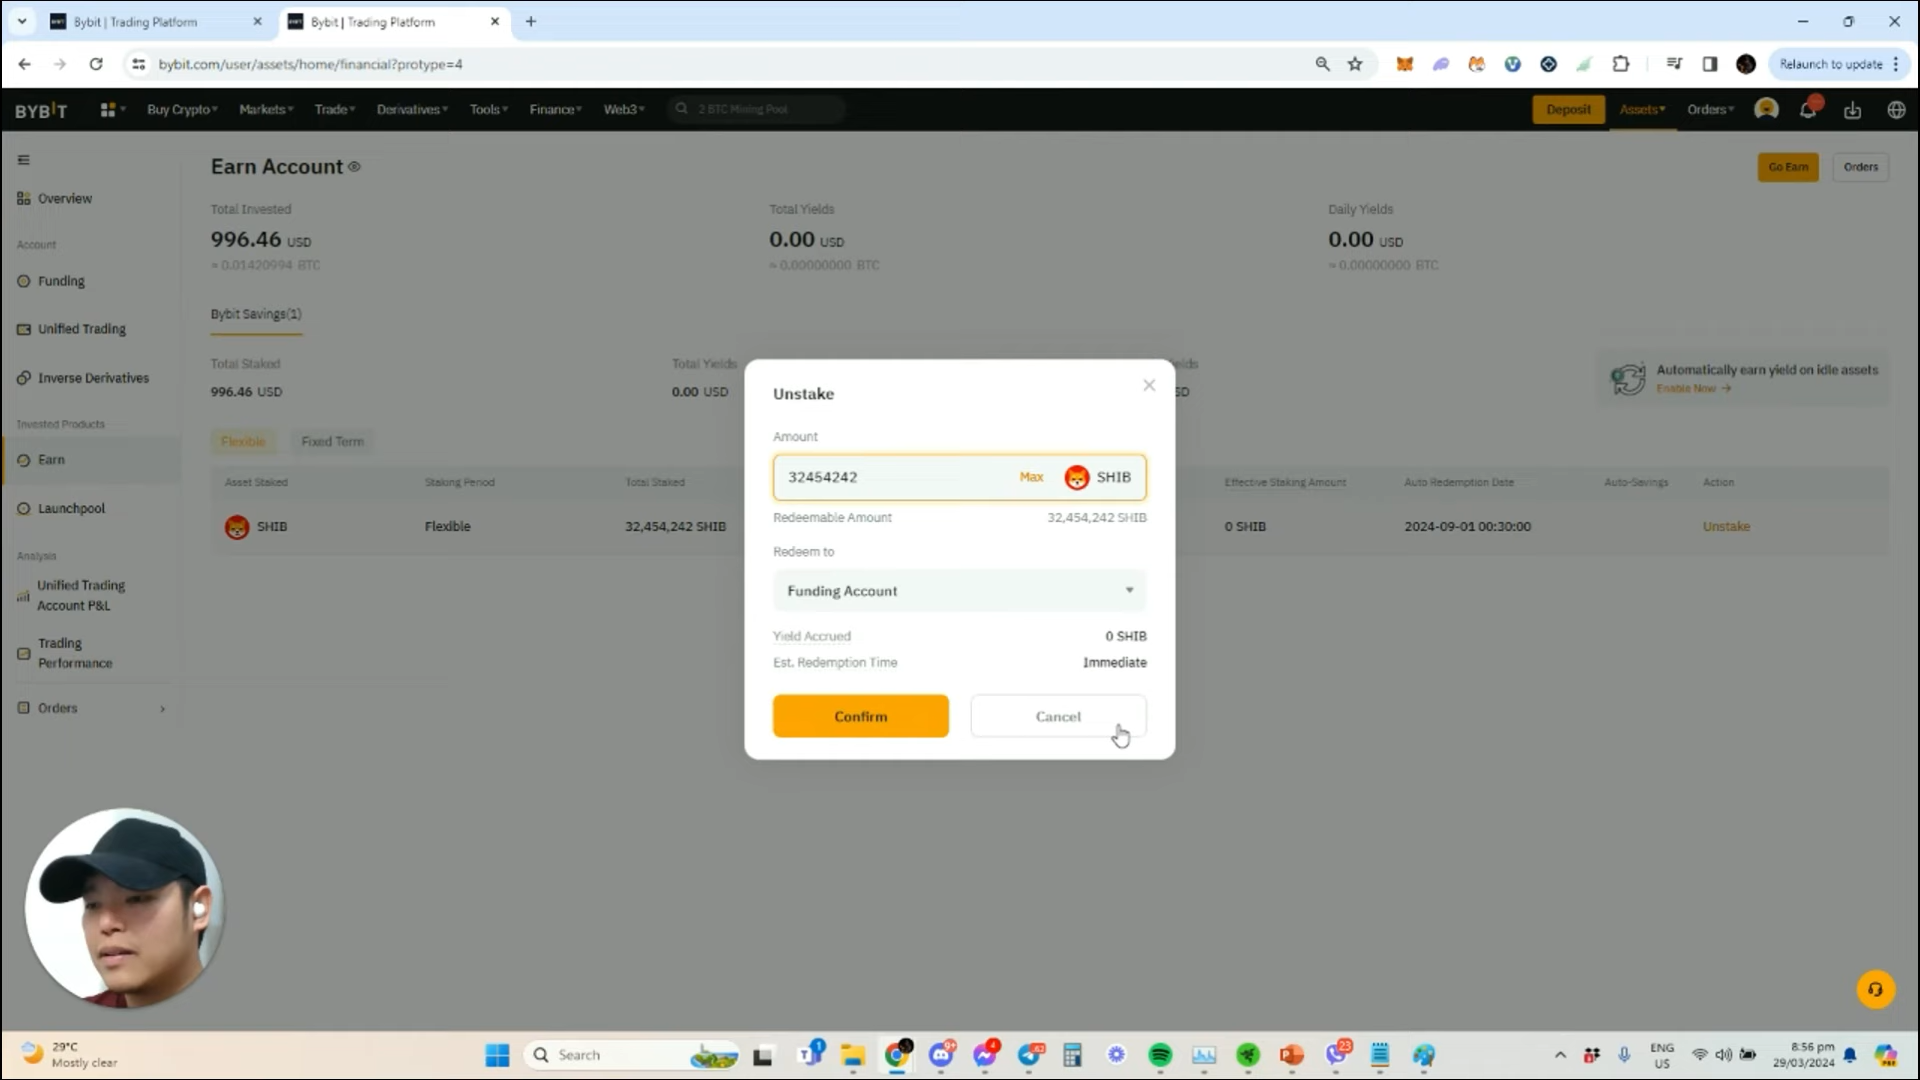 Bybit | Trading Platform
Bybit | Trading Platform
bybit.com/user/assets/home/financial?protype=4
Relaunch to update
BYBIT
Buy Crypto
Markets
Trade
Derivatives
Tools
Finance
Web3
2 BTC Mining Pool
Deposit
Assets
Orders
Overview
Account
Funding
Unified Trading
Inverse Derivatives
Invested Products
Earn
Launchpool
Analysis
Unified Trading
Account P&L
Trading
Performance
Orders
Earn Account
Go Earn
Orders
Total Invested
Total Yields
Daily Yields
996.46 USD
0.00 USD
0.00 USD
≈ 0.01420994 BTC
≈ 0.00000000 BTC
≈ 0.00000000 BTC
Bybit Savings(1)
Total Staked
Total Yields
996.46 USD
0.00 USD
Automatically earn yield on idle assets
Enable Now →
Flexible
Fixed Term
Asset Staked
Staking Period
Total Staked
Effective Staking Amount
Auto Redemption Date
Auto-Savings
Action
SHIB
Flexible
32,454,242 SHIB
0 SHIB
2024-09-01 00:30:00
Unstake
Unstake
Amount
32454242
Max
SHIB
Redeemable Amount
32,454,242 SHIB
Redeem to
Funding Account
Yield Accrued
0 SHIB
Est. Redemption Time
Immediate
Confirm
Cancel
29°C
Mostly clear
Search
ENG
US
8:56 pm
29/03/2024